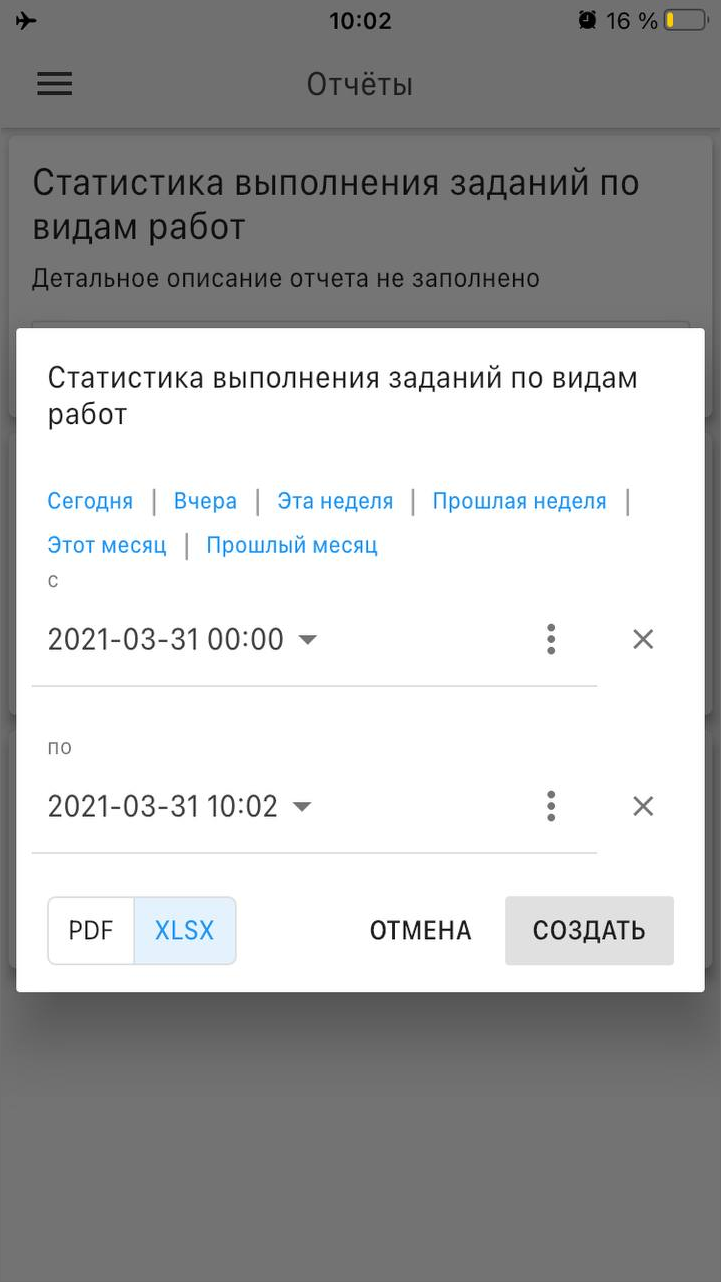 10:02
16 %
Отчёты
Статистика выполнения заданий по
видам работ
Детальное описание отчета не заполнено
Статистика выполнения заданий по видам
работ
Сегодня | Вчера | Эта неделя | Прошлая неделя |
Этот месяц | Прошлый месяц
с
2021-03-31 00:00
по
2021-03-31 10:02
PDF XLSX ОТМЕНА СОЗДАТЬ